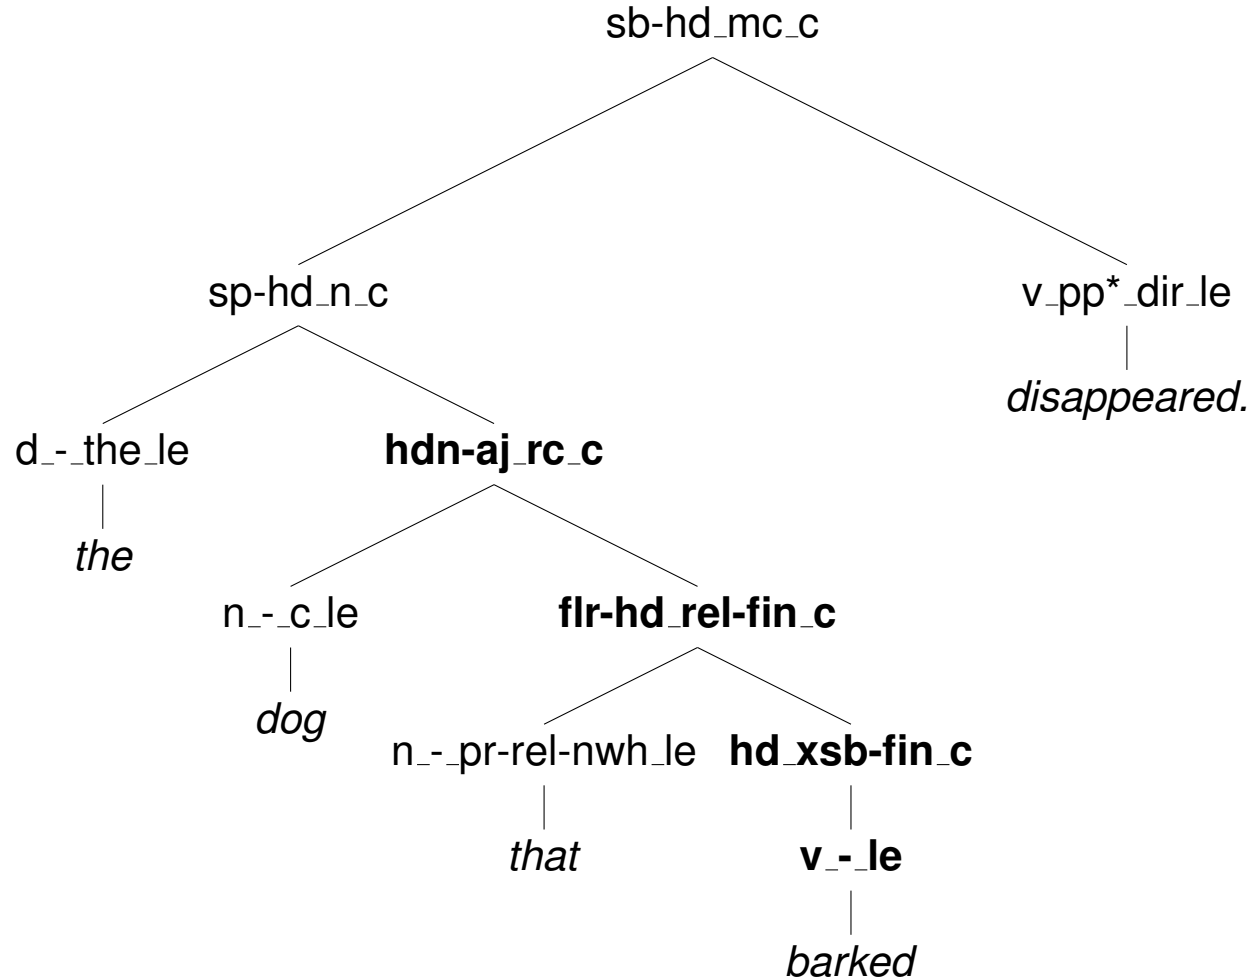 sb-hd_mc_c
sp-hd_n_c v_pp*_dir_le
disappeared.
d_-_the_le hdn-aj_rc_c
the
n_-_c_le flr-hd_rel-fin_c
dog
n_-_pr-rel-nwh_le hd_xsb-fin_c
that v_-_le
barked